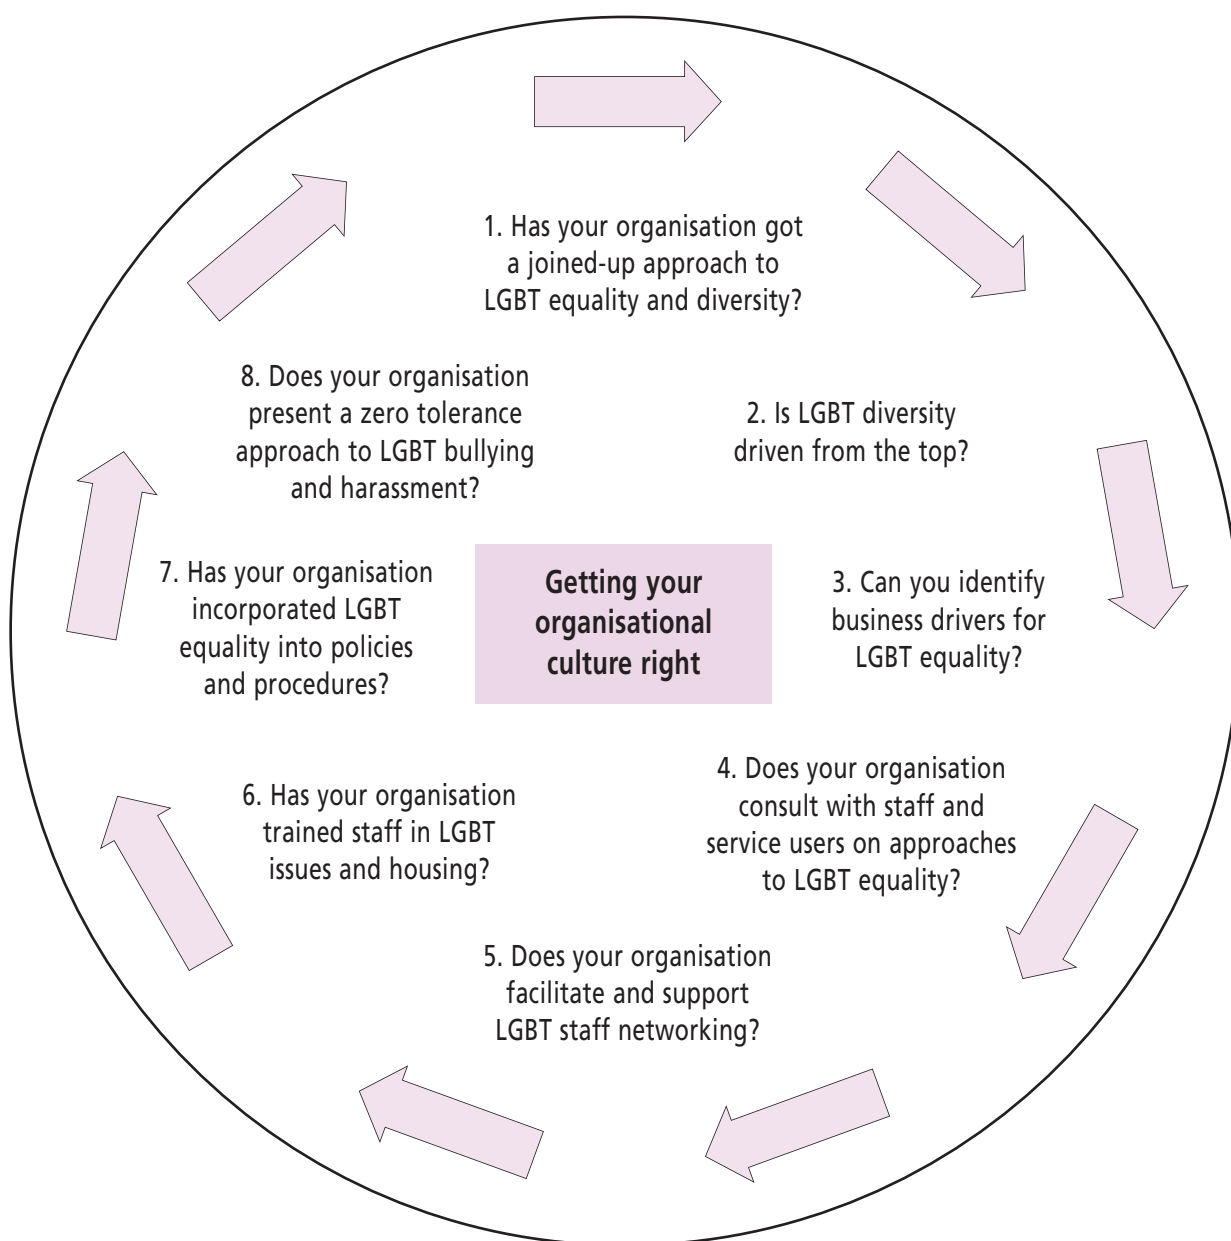 1. Has your organisation got
a joined-up approach to
LGBT equality and diversity?
2. Is LGBT diversity
driven from the top?
3. Can you identify
business drivers for
LGBT equality?
4. Does your organisation
consult with staff and
service users on approaches
to LGBT equality?
5. Does your organisation
facilitate and support
LGBT staff networking?
6. Has your organisation
trained staff in LGBT
issues and housing?
7. Has your organisation
incorporated LGBT
equality into policies
and procedures?
8. Does your organisation
present a zero tolerance
approach to LGBT bullying
and harassment?
Getting your
organisational
culture right